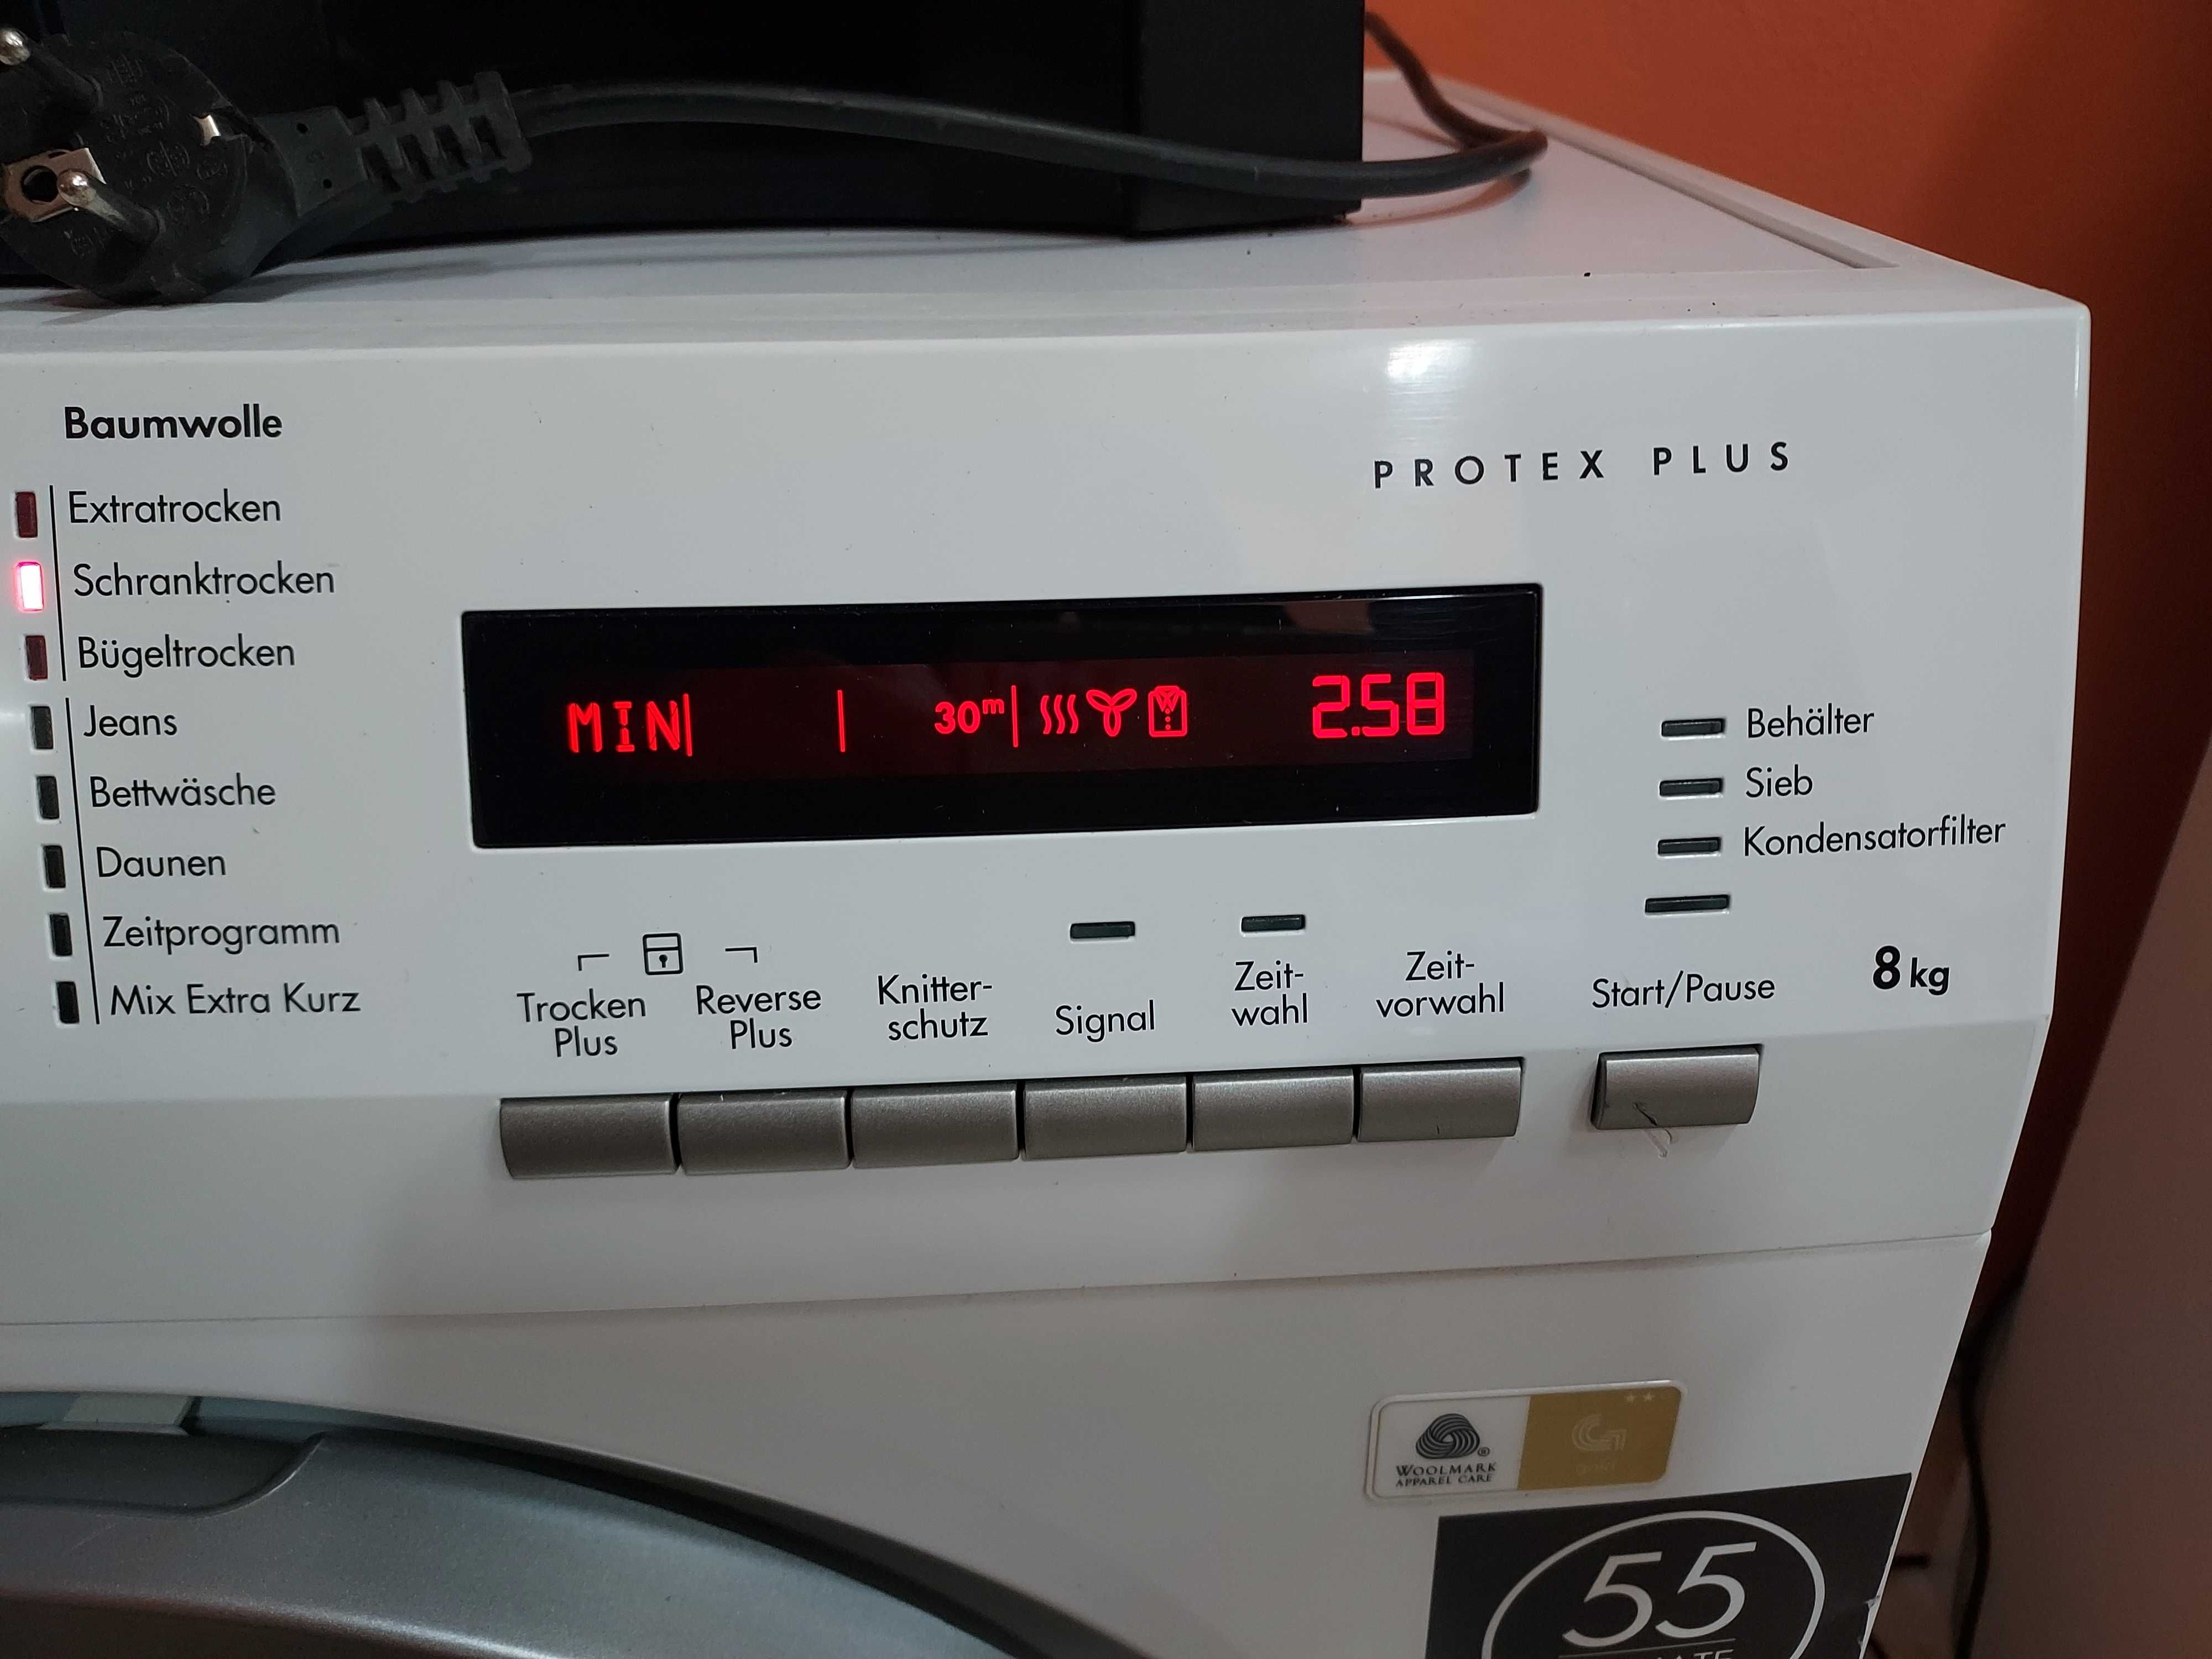 Baumwolle
PROTEX PLUS
Extratrocken
Schranktrocken
Bügeltrocken
Jeans
Bettwäsche
Daunen
Zeitprogramm
Mix Extra Kurz
MIN 30m 2.58
Behälter
Sieb
Kondensatorfilter
Trocken
Plus
Reverse
Plus
Knitter-
schutz
Signal
Zeit-
wahl
Zeit-
vorwahl
Start/Pause
8 kg
WOOLMARK
APPAREL CARE
55